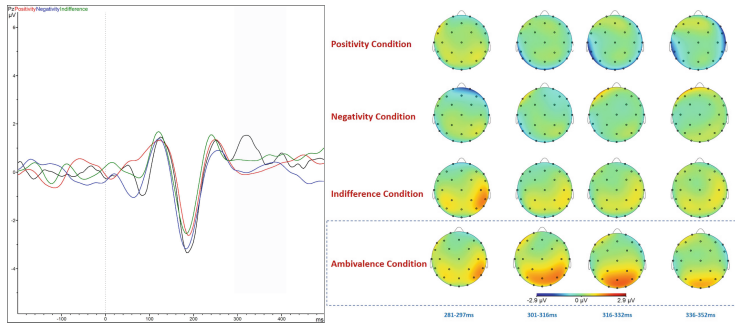 Pz Positivity Negativity Indifference
µV
6
4
2
0
-2
-4
-100
0
100
200
300
400
ms
Positivity Condition
Negativity Condition
Indifference Condition
Ambivalence Condition
-2.9 µV
2.9 µV
281-297ms
301-316ms
316-332ms
336-352ms